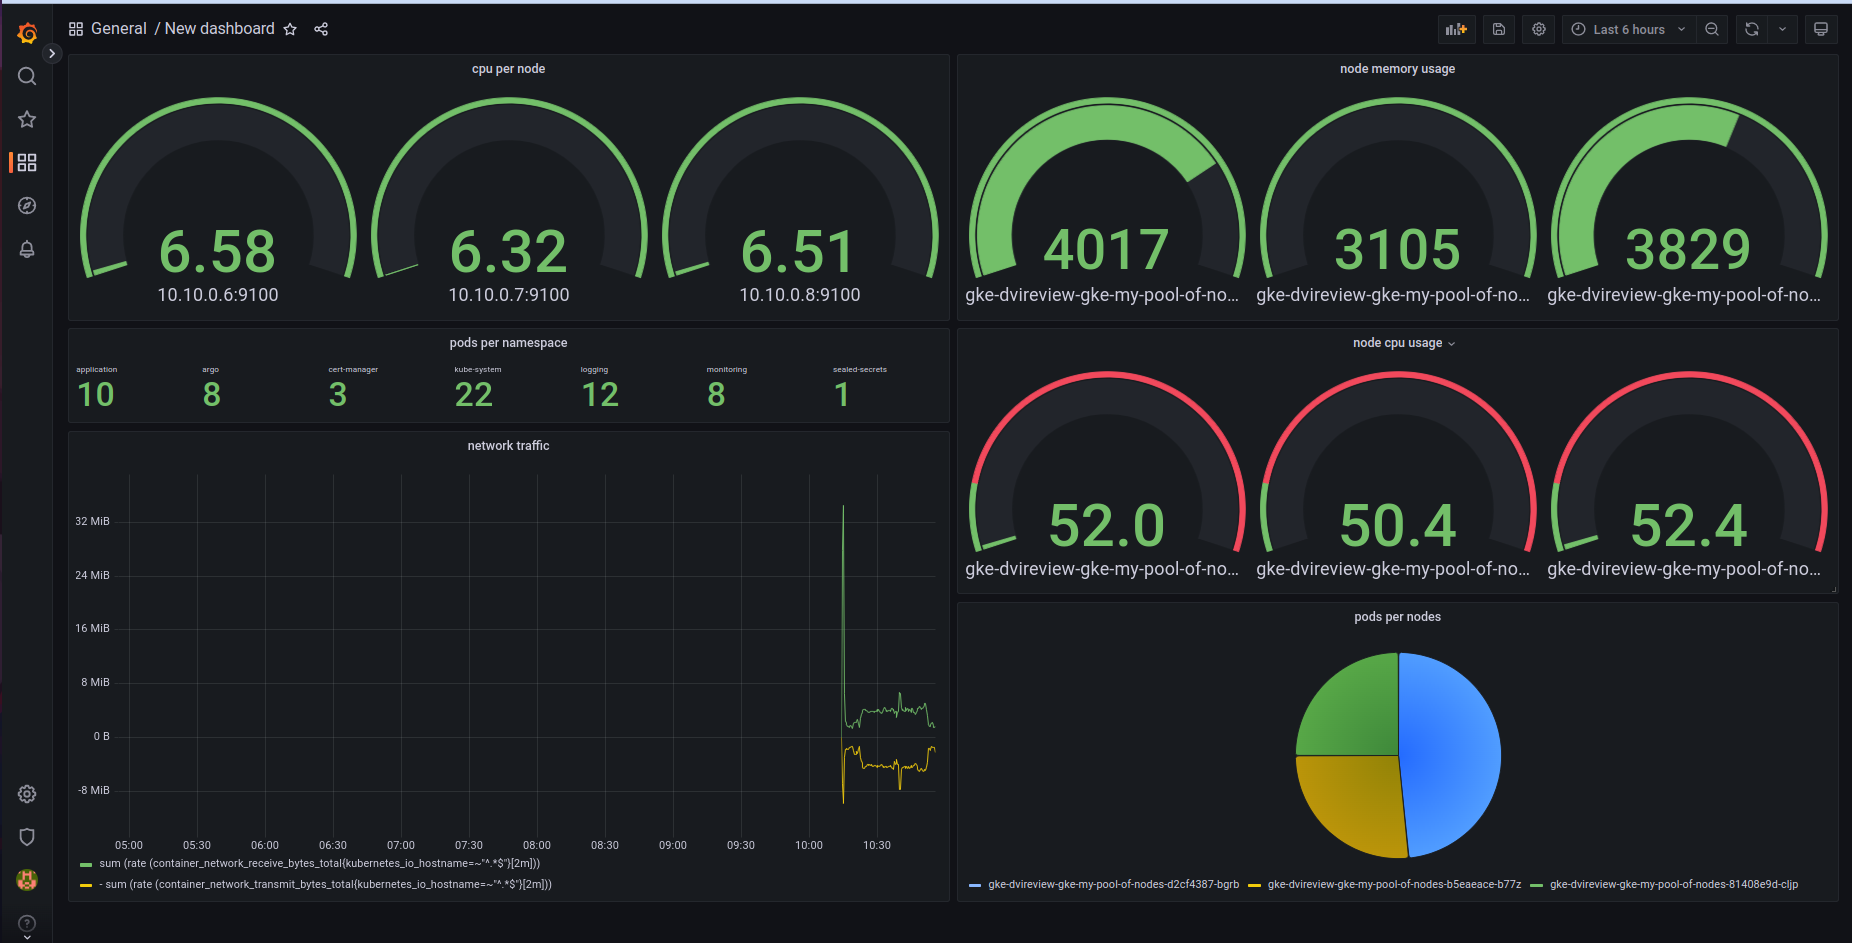 General / New dashboard
Last 6 hours
cpu per node
6.58
6.32
6.51
10.10.0.6:9100
10.10.0.7:9100
10.10.0.8:9100
node memory usage
4017
3105
3829
gke-dvireview-gke-my-pool-of-no...
gke-dvireview-gke-my-pool-of-no...
gke-dvireview-gke-my-pool-of-no...
pods per namespace
application
argo
cert-manager
kube-system
logging
monitoring
sealed-secrets
10
8
3
22
12
8
1
node cpu usage
52.0
50.4
52.4
gke-dvireview-gke-my-pool-of-no...
gke-dvireview-gke-my-pool-of-no...
gke-dvireview-gke-my-pool-of-no...
network traffic
32 MiB
24 MiB
16 MiB
8 MiB
0 B
-8 MiB
05:00
05:30
06:00
06:30
07:00
07:30
08:00
08:30
09:00
09:30
10:00
10:30
sum (rate (container_network_receive_bytes_total{kubernetes_io_hostname=~"^.*$"}[2m]))
- sum (rate (container_network_transmit_bytes_total{kubernetes_io_hostname=~"^.*$"}[2m]))
pods per nodes
gke-dvireview-gke-my-pool-of-nodes-d2cf4387-bgrb
gke-dvireview-gke-my-pool-of-nodes-b5eaeace-b77z
gke-dvireview-gke-my-pool-of-nodes-81408e9d-cljp